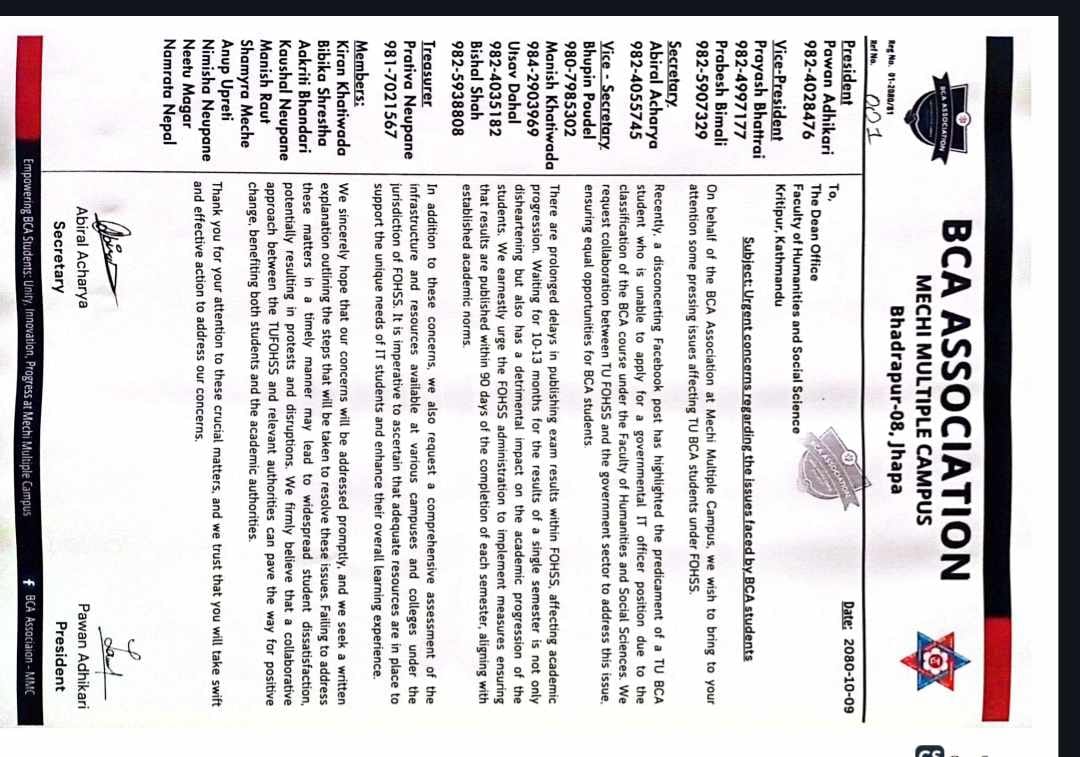 BCA ASSOCIATION
MECHI MULTIPLE CAMPUS
Bhadrapur-08, Jhapa
BCA ASSOCIATION
Reg No. 01-2080/81
Ref No. 001
President
Pawan Adhikari
982-4028476
Vice-President
Prayash Bhattrai
982-4997177
Prabesh Bimali
982-5907329
Secretary
Abiral Acharya
982-4055745
Vice - Secretary
Bhupin Poudel
980-7985302
Manish Khatiwada
984-2903969
Utsav Dahal
982-4035182
Bishal Shah
982-5938808
Treasurer
Prativa Neupane
981-7021567
Members:
Kiran Khatiwada
Bibika Shrestha
Aakriti Bhandari
Kaushal Neupane
Manish Raut
Shamyra Meche
Anup Upreti
Nimisha Neupane
Neetu Magar
Namrata Nepal
Date: 2080-10-09
BCA ASSOCIATION
To,
The Dean Office
Faculty of Humanities and Social Science
Kritipur, Kathmandu
Subject: Urgent concerns regarding the issues faced by BCA students
On behalf of the BCA Association at Mechi Multiple Campus, we wish to bring to your
attention some pressing issues affecting TU BCA students under FOHSS.
Recently, a disconcerting Facebook post has highlighted the predicament of a TU BCA
student who is unable to apply for a governmental IT officer position due to the
classification of the BCA course under the Faculty of Humanities and Social Sciences. We
request collaboration between TU FOHSS and the government sector to address this issue,
ensuring equal opportunities for BCA students.
There are prolonged delays in publishing exam results within FOHSS, affecting academic
progression. Waiting for 10-13 months for the results of a single semester is not only
disheartening but also has a detrimental impact on the academic progression of the
students. We earnestly urge the FOHSS administration to implement measures ensuring
that results are published within 90 days of the completion of each semester, aligning with
established academic norms.
In addition to these concerns, we also request a comprehensive assessment of the
infrastructure and resources available at various campuses and colleges under the
jurisdiction of FOHSS. It is imperative to ascertain that adequate resources are in place to
support the unique needs of IT students and enhance their overall learning experience.
We sincerely hope that our concerns will be addressed promptly, and we seek a written
explanation outlining the steps that will be taken to resolve these issues. Failing to address
these matters in a timely manner may lead to widespread student dissatisfaction,
potentially resulting in protests and disruptions. We firmly believe that a collaborative
approach between the TUFOHSS and relevant authorities can pave the way for positive
change, benefiting both students and the academic authorities.
Thank you for your attention to these crucial matters, and we trust that you will take swift
and effective action to address our concerns.
Abiral Acharya
Secretary
Pawan Adhikari
President
Empowering BCA Students: Unity, Innovation, Progress at Mechi Multiple Campus
BCA Associaion - MMC